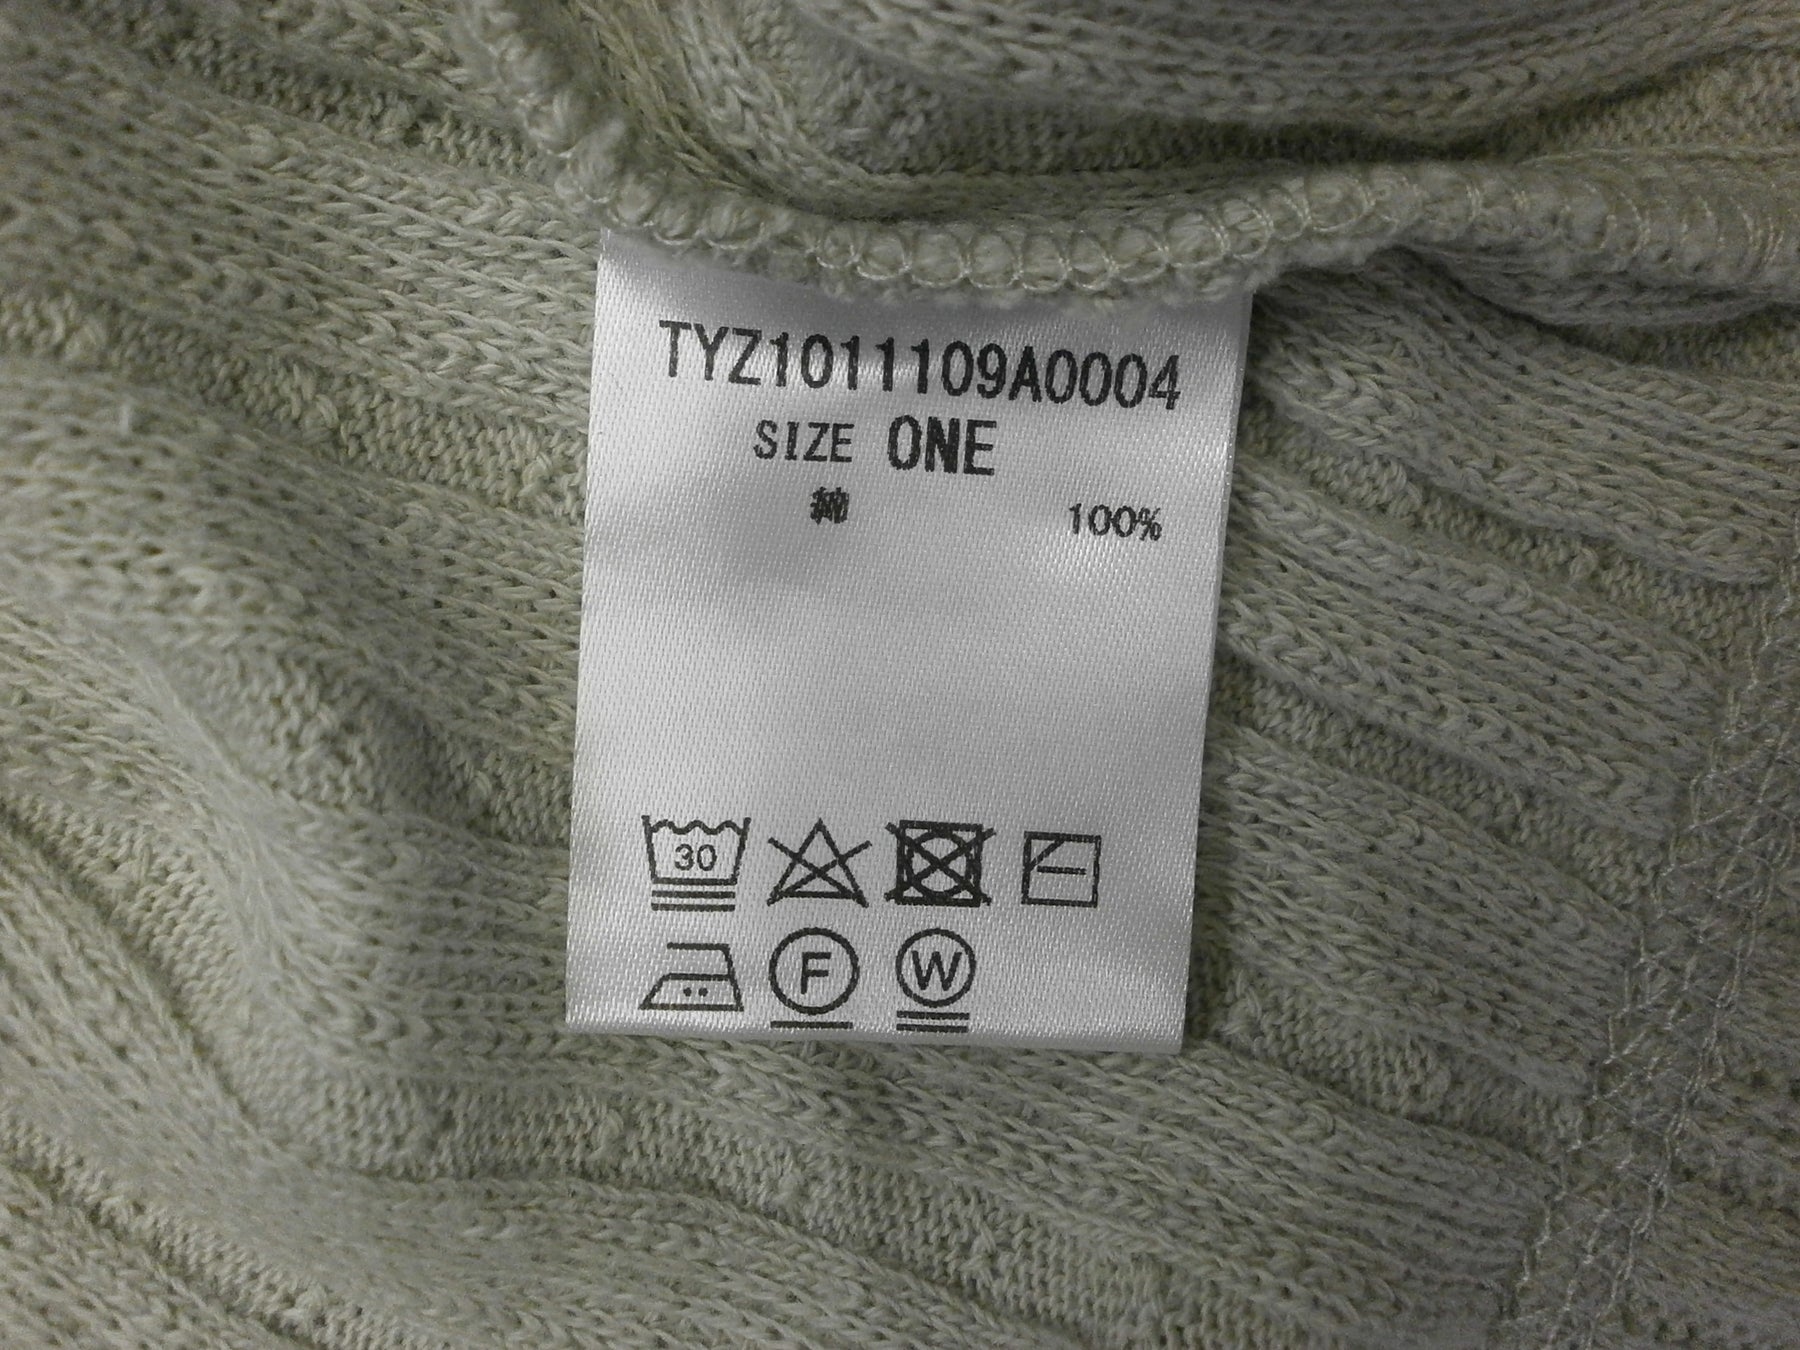 TYZ1011109A0004
SIZE ONE
綿 100%
30
F W